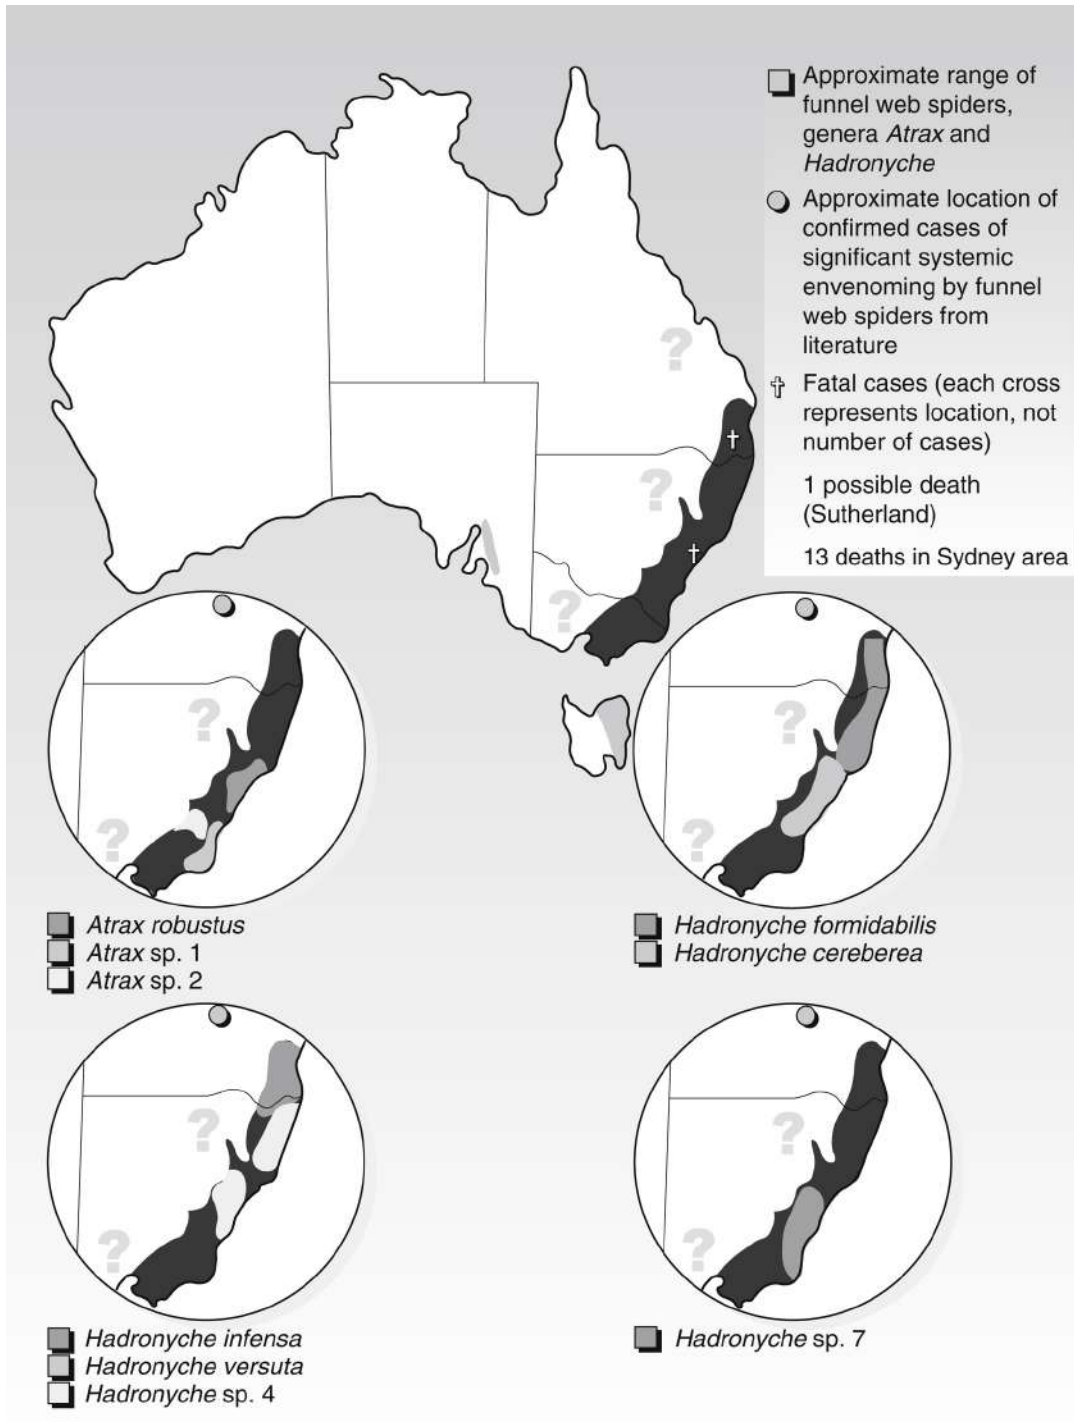 Approximate range of
funnel web spiders,
genera Atrax and
Hadronyche
Approximate location of
confirmed cases of
significant systemic
envenoming by funnel
web spiders from
literature
Fatal cases (each cross
represents location, not
number of cases)
1 possible death
(Sutherland)
13 deaths in Sydney area
?
?
?
?
?
?
?
Atrax robustus
Atrax sp. 1
Atrax sp. 2
Hadronyche formidabilis
Hadronyche cereberea
?
?
?
?
Hadronyche infensa
Hadronyche versuta
Hadronyche sp. 4
Hadronyche sp. 7